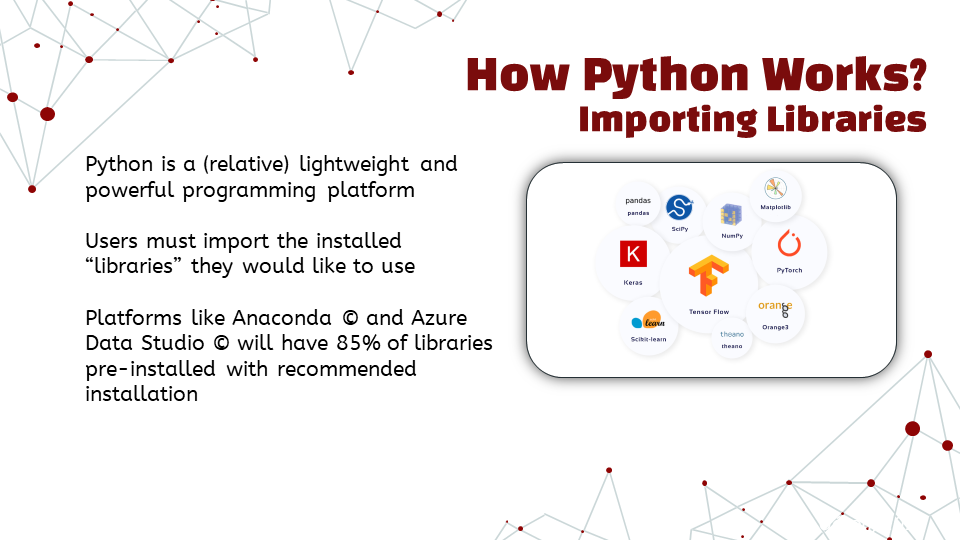 How Python Works?
Importing Libraries
Python is a (relative) lightweight and
powerful programming platform
Users must import the installed
“libraries” they would like to use
Platforms like Anaconda © and Azure
Data Studio © will have 85% of libraries
pre-installed with recommended
installation
pandas
pandas
SciPy
NumPy
Matplotlib
K
Keras
Tensor Flow
PyTorch
learn
Scibit-learn
theano
theano
orange
Orange3